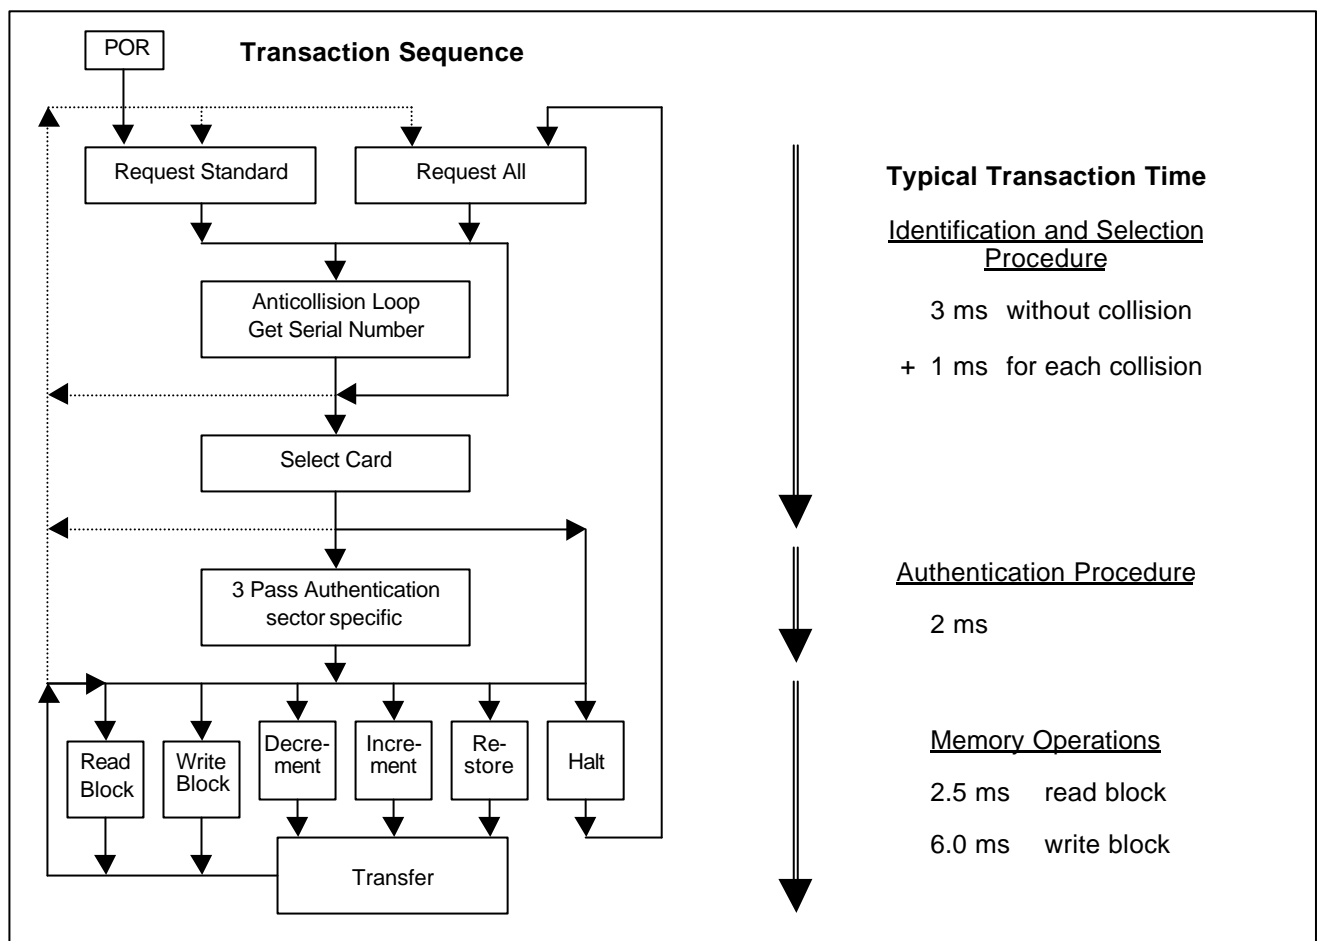 POR
Transaction Sequence
Request Standard
Request All
Anticollision Loop
Get Serial Number
Select Card
3 Pass Authentication
sector specific
Read
Block
Write
Block
Decre-
ment
Incre-
ment
Re-
store
Halt
Transfer
Typical Transaction Time
Identification and Selection
Procedure
3 ms without collision
+ 1 ms for each collision
Authentication Procedure
2 ms
Memory Operations
2.5 ms read block
6.0 ms write block